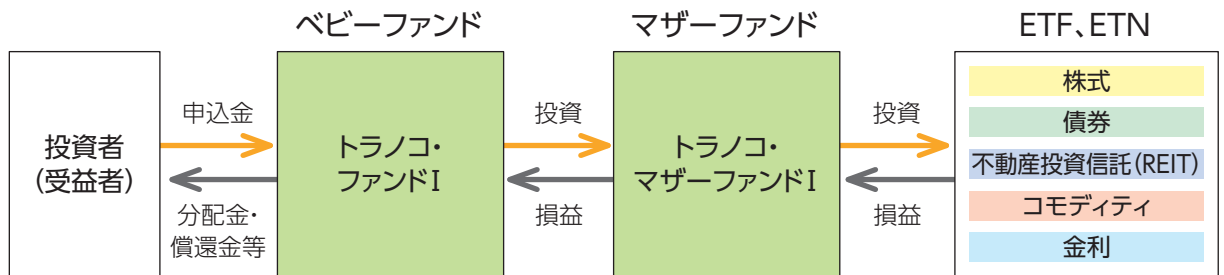 ベビーファンド
マザーファンド
ETF、ETN
投資者
(受益者)
申込金
分配金・
償還金等
トラノコ・
ファンドⅠ
投資
損益
トラノコ・
マザーファンドⅠ
投資
損益
株式
債券
不動産投資信託(REIT)
コモディティ
金利